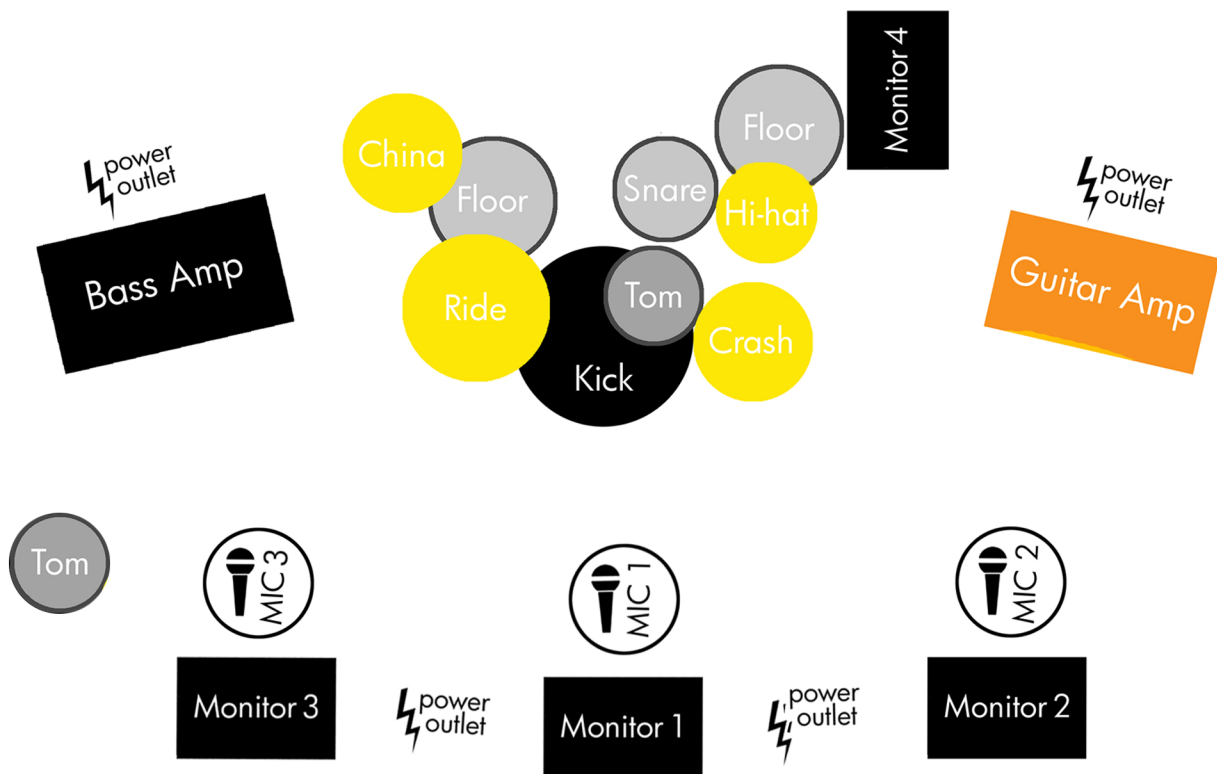 Monitor 4
Floor
China
power
outlet
Floor
Snare
Hi-hat
power
outlet
Bass Amp
Guitar Amp
Ride
Tom
Crash
Kick
Tom
MIC 3
MIC 1
MIC 2
Monitor 3
power
outlet
Monitor 1
power
outlet
Monitor 2